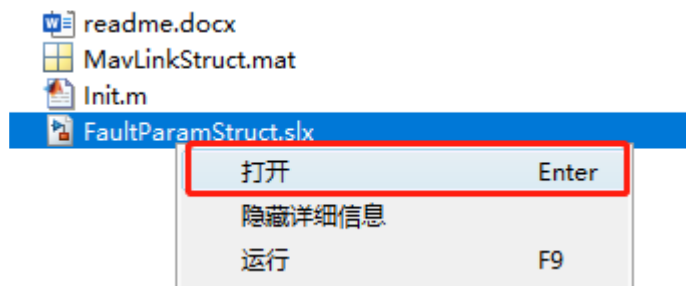 readme.docx
MavLinkStruct.mat
Init.m
FaultParamStruct.slx
打开 Enter
隐藏详细信息
运行 F9